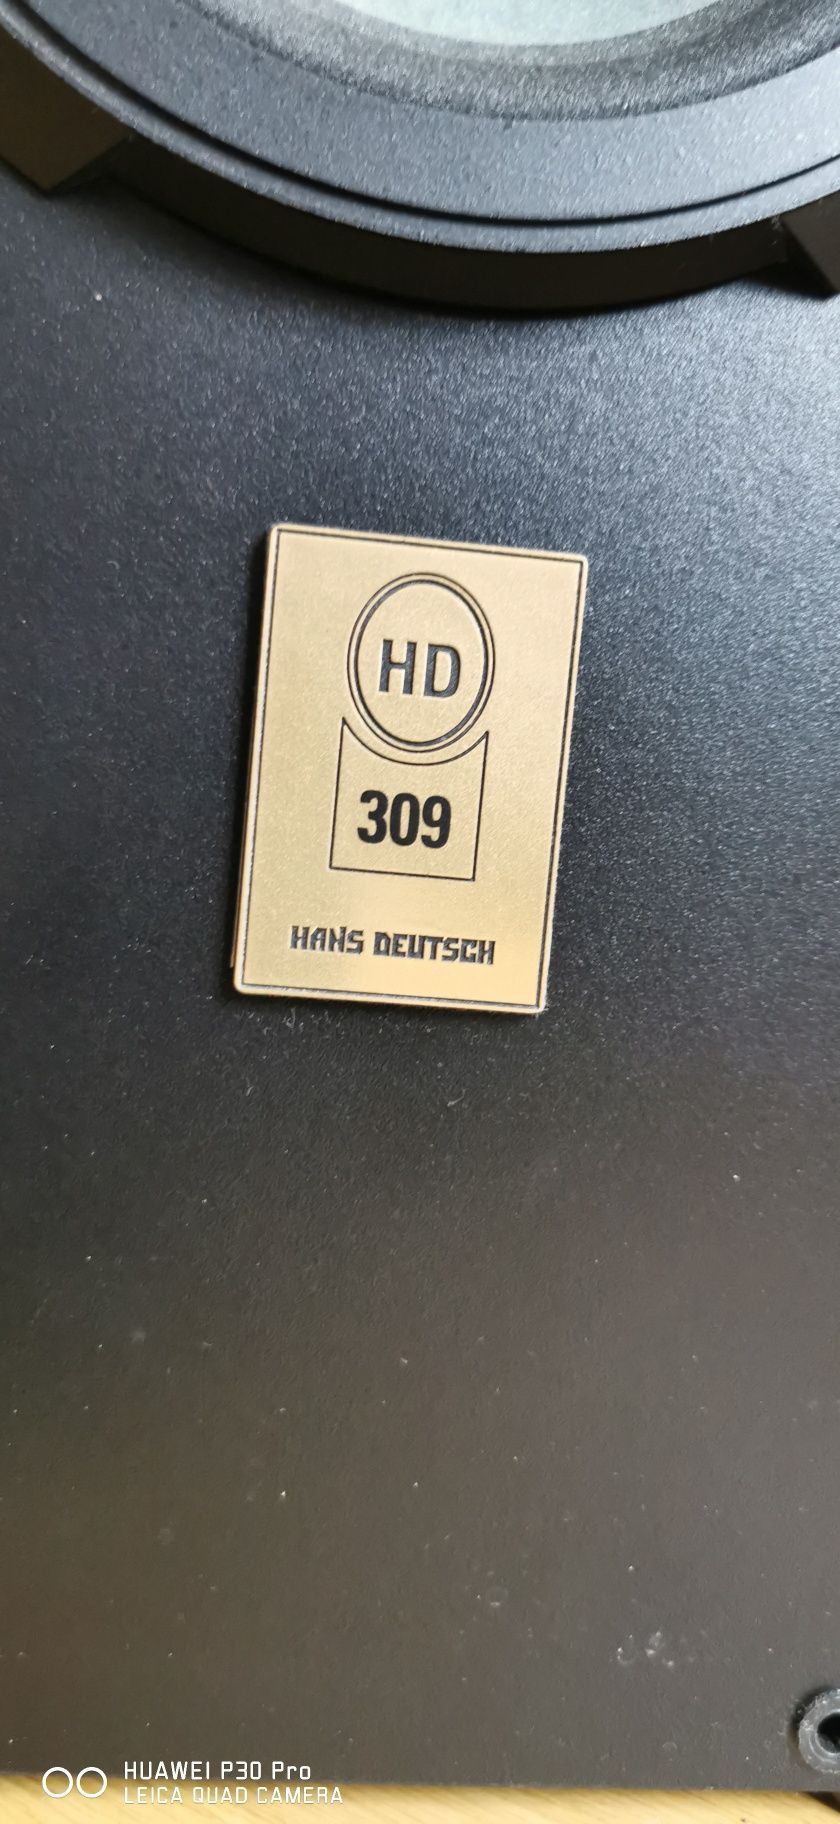 HD
309
HANS DEUTSCH
HUAWEI P30 Pro
LEICA QUAD CAMERA